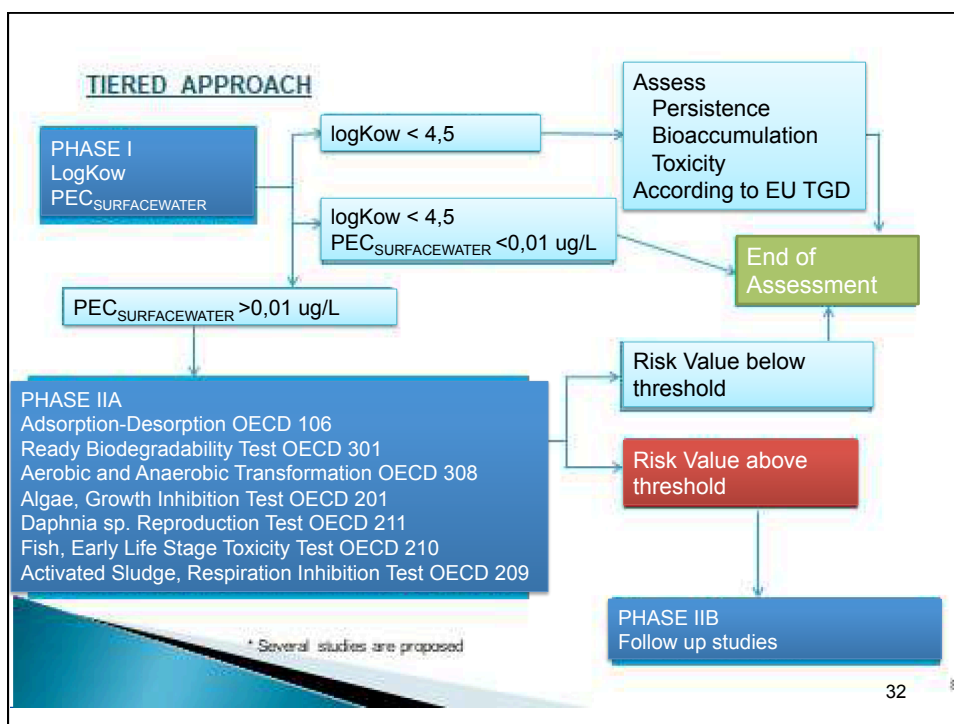 TIERED APPROACH
PHASE I
LogKow
PEC_SURFACEWATER
logKow < 4,5
Assess
Persistence
Bioaccumulation
Toxicity
According to EU TGD
logKow < 4,5
PEC_SURFACEWATER <0,01 ug/L
End of
Assessment
PEC_SURFACEWATER >0,01 ug/L
PHASE IIA
Adsorption-Desorption OECD 106
Ready Biodegradability Test OECD 301
Aerobic and Anaerobic Transformation OECD 308
Algae, Growth Inhibition Test OECD 201
Daphnia sp. Reproduction Test OECD 211
Fish, Early Life Stage Toxicity Test OECD 210
Activated Sludge, Respiration Inhibition Test OECD 209
Risk Value below
threshold
Risk Value above
threshold
PHASE IIB
Follow up studies
* Several studies are proposed
32